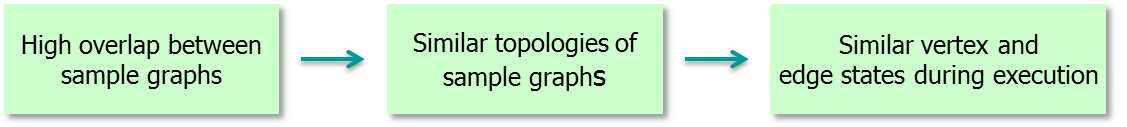 High overlap between
sample graphs
Similar topologies of
sample graphs
Similar vertex and
edge states during execution